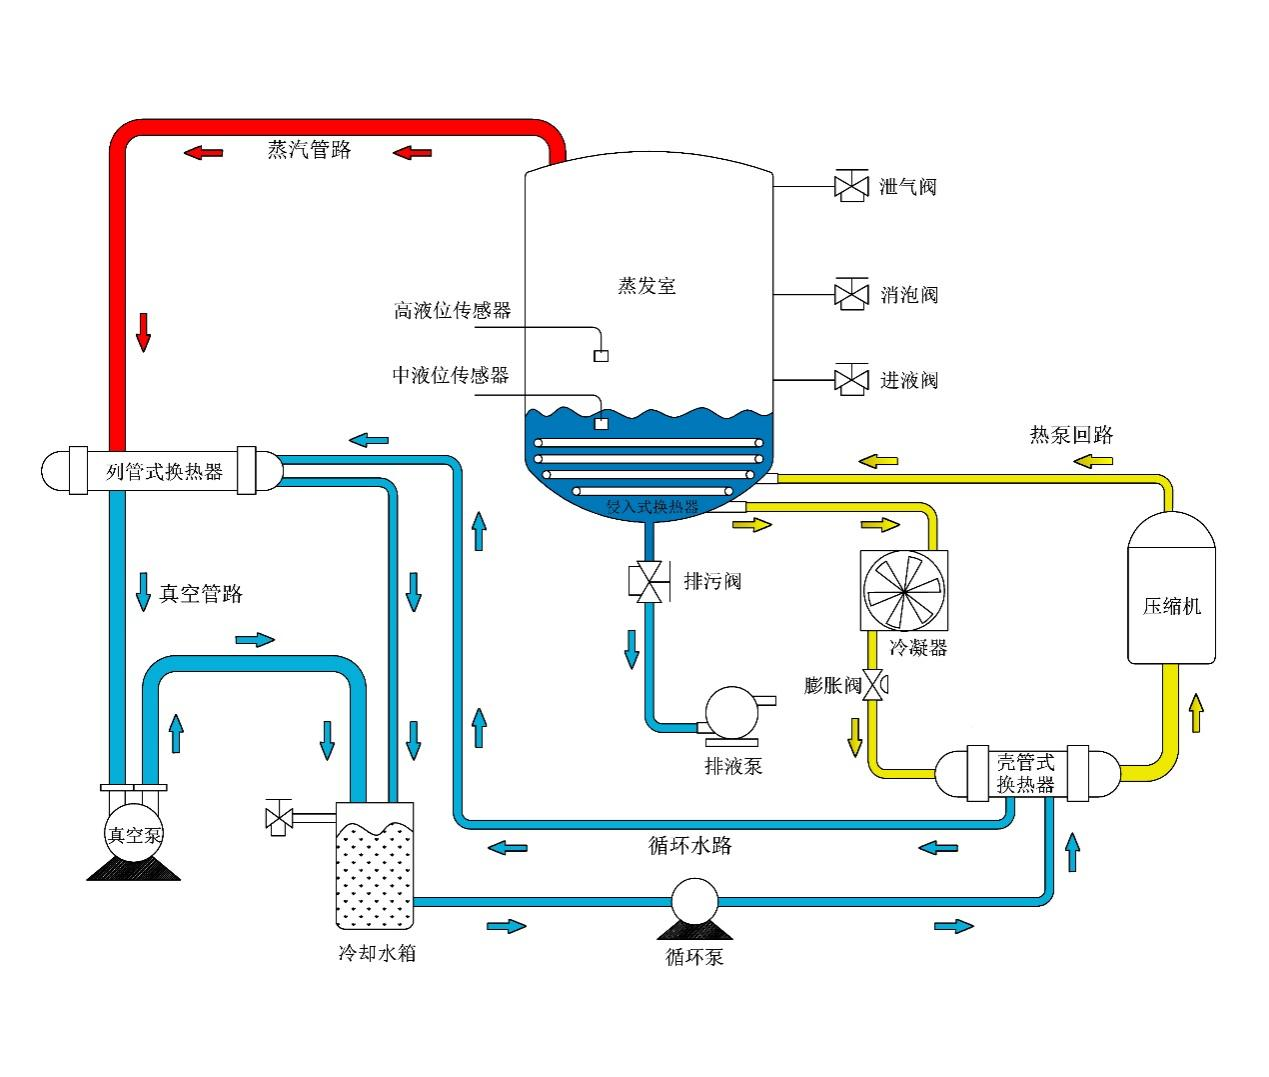 蒸汽管路
泄气阀
蒸发室
消泡阀
高液位传感器
中液位传感器
进液阀
热泵回路
列管式换热器
侵入式换热器
排污阀
真空管路
压缩机
冷凝器
膨胀阀
排液泵
壳管式
换热器
真空泵
循环水路
冷却水箱
循环泵